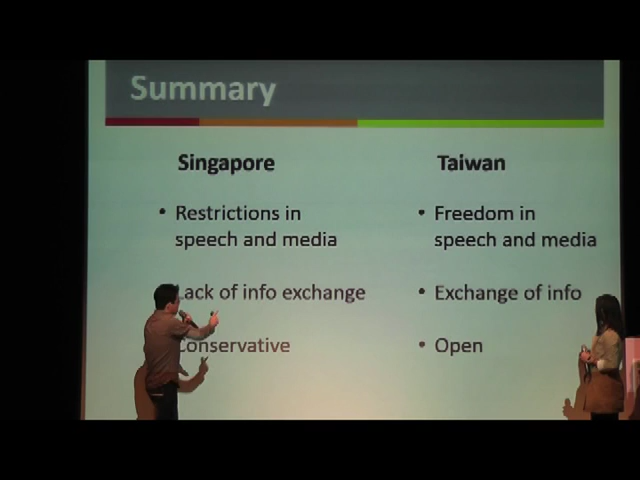 Summary
Singapore
• Restrictions in
speech and media
Lack of info exchange
Conservative
Taiwan
• Freedom in
speech and media
• Exchange of info
• Open